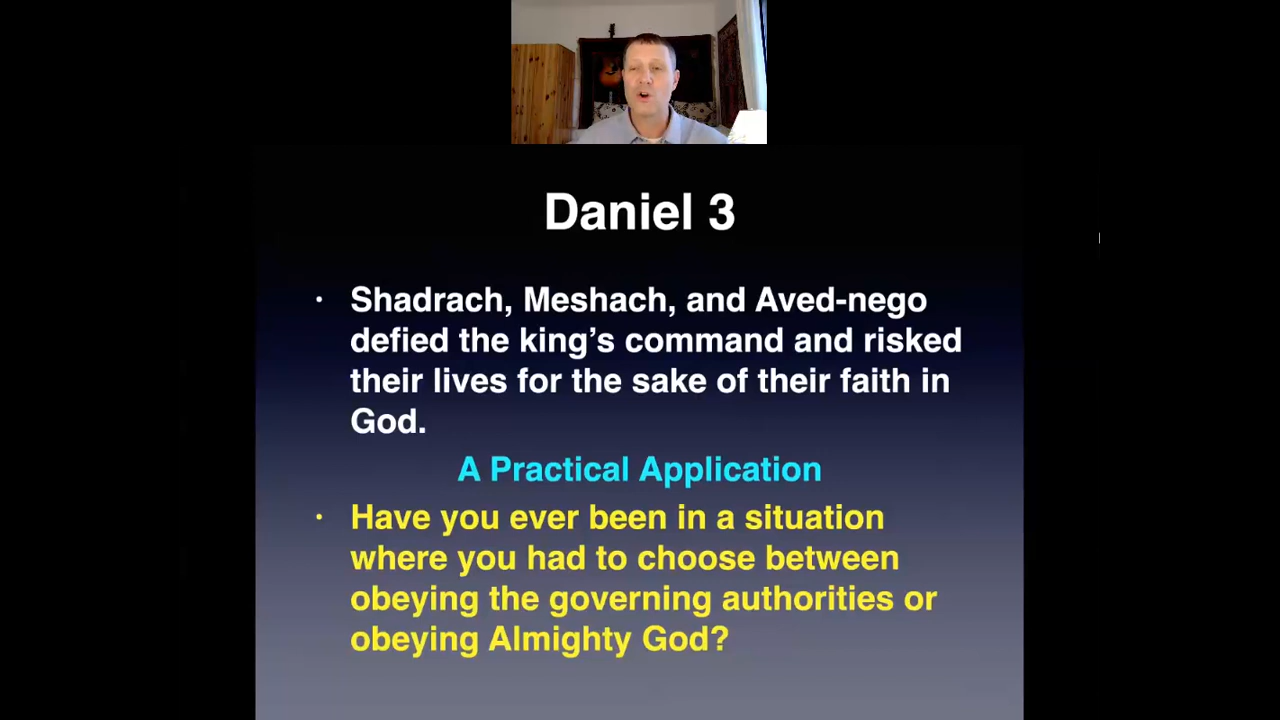 Daniel 3
• Shadrach, Meshach, and Aved-nego
defied the king’s command and risked
their lives for the sake of their faith in
God.
A Practical Application
• Have you ever been in a situation
where you had to choose between
obeying the governing authorities or
obeying Almighty God?